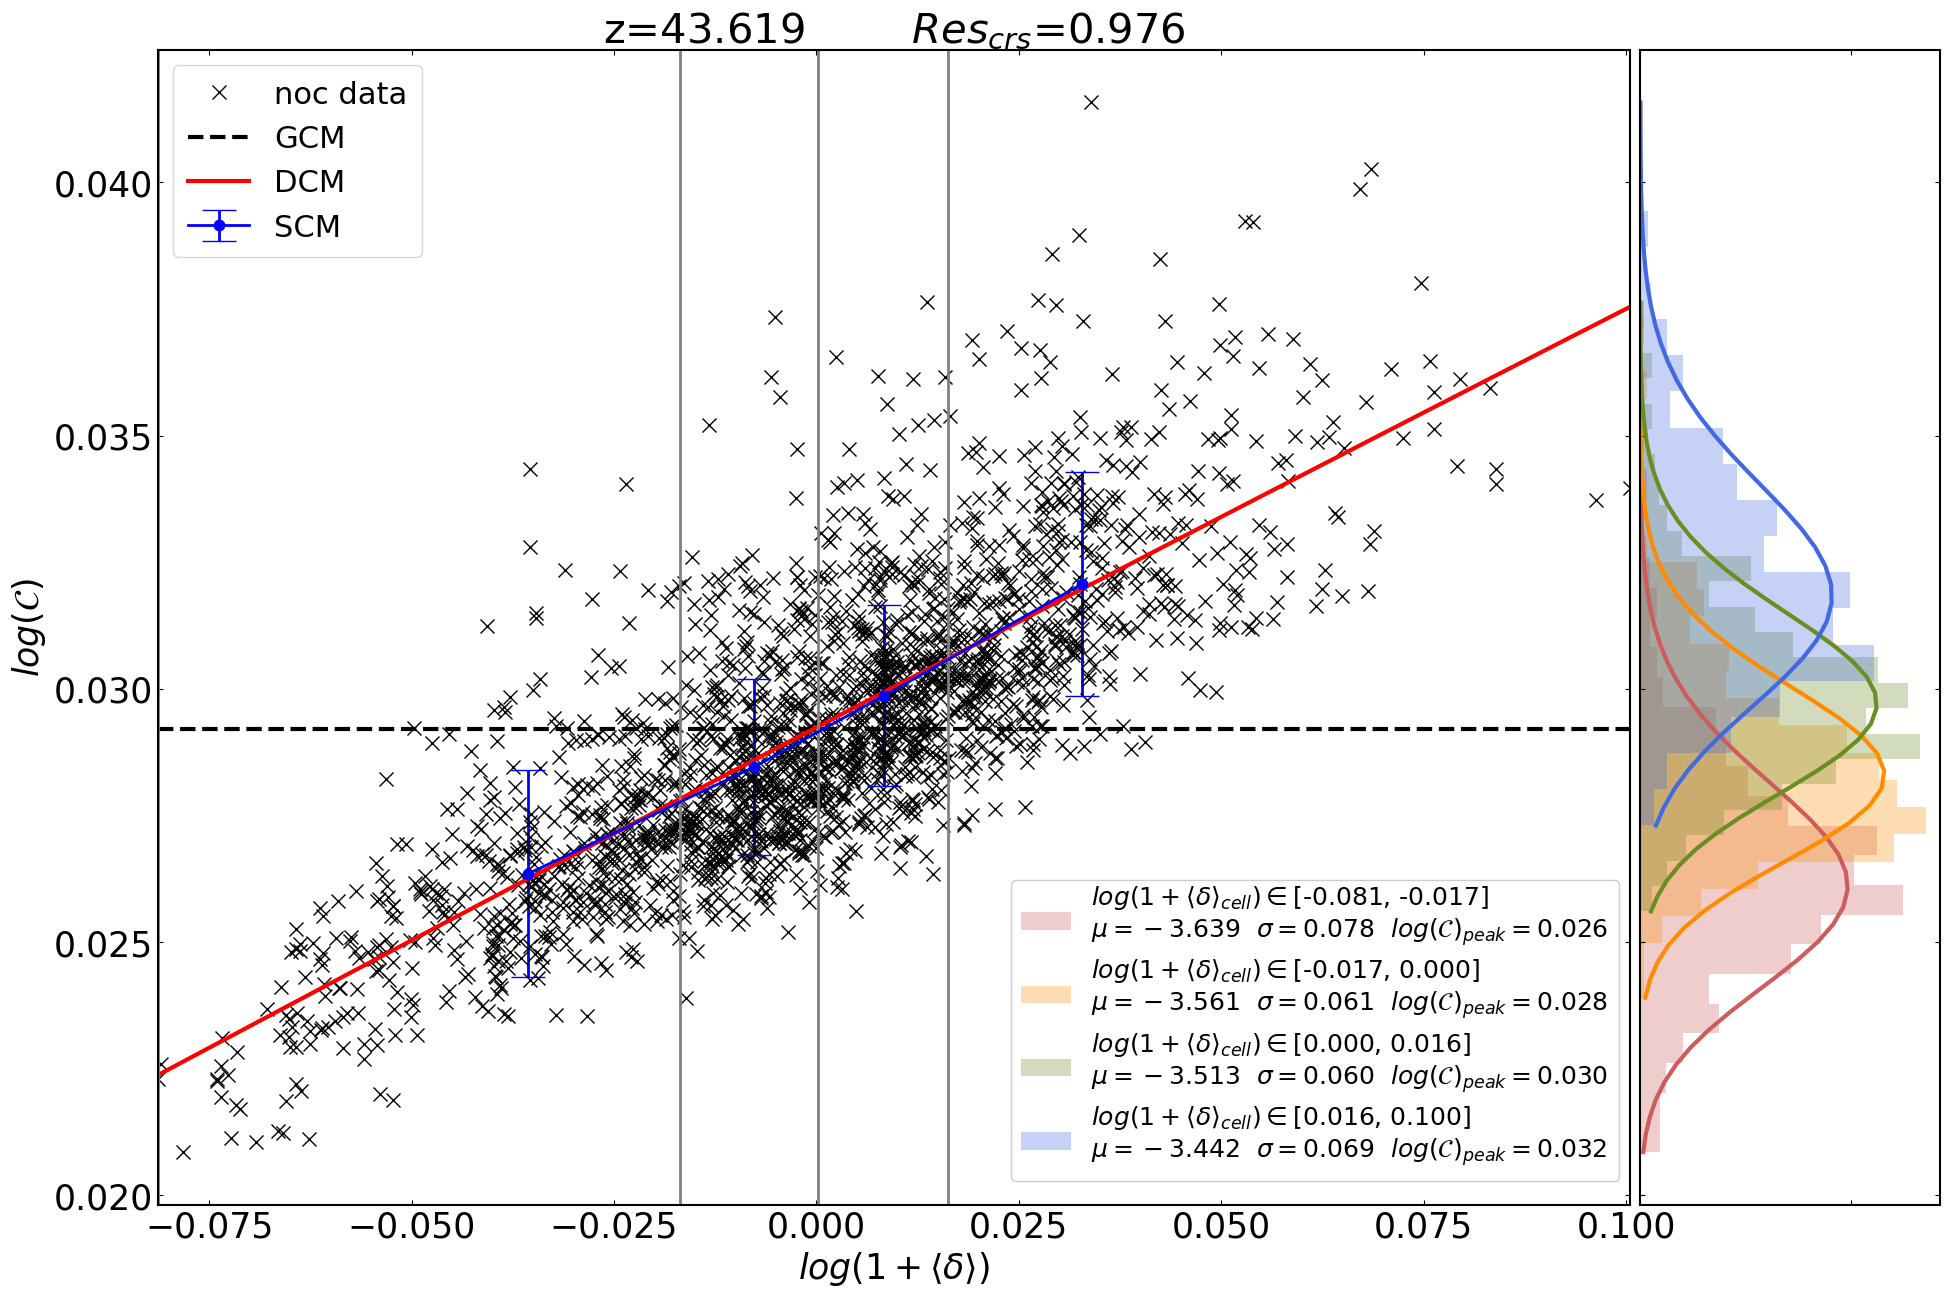 z=43.619 Res_crs=0.976
noc data
GCM
DCM
SCM
0.040
0.035
0.030
0.025
0.020
log(𝒞)
log(1 + ⟨δ⟩_cell) ∈ [-0.081, -0.017]
μ = −3.639 σ = 0.078 log(𝒞)_peak = 0.026
log(1 + ⟨δ⟩_cell) ∈ [-0.017, 0.000]
μ = −3.561 σ = 0.061 log(𝒞)_peak = 0.028
log(1 + ⟨δ⟩_cell) ∈ [0.000, 0.016]
μ = −3.513 σ = 0.060 log(𝒞)_peak = 0.030
log(1 + ⟨δ⟩_cell) ∈ [0.016, 0.100]
μ = −3.442 σ = 0.069 log(𝒞)_peak = 0.032
−0.075 −0.050 −0.025 0.000 0.025 0.050 0.075 0.100
log(1 + ⟨δ⟩)